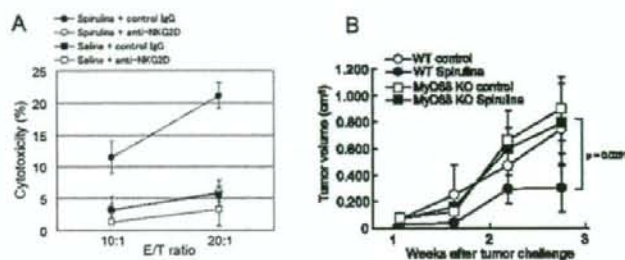 A
Spirulina + control IgG
Spirulina + anti-NKG2D
Saline + control IgG
Saline + anti-NKG2D
Cytotoxicity (%)
25
20
15
10
5
0
10:1
20:1
E/T ratio
B
WT control
WT Spirulina
MyD88 KO control
MyD88 KO Spirulina
Tumor volume (cm³)
1.200
1.000
0.800
0.600
0.400
0.200
0
1
2
3
Weeks after tumor challenge